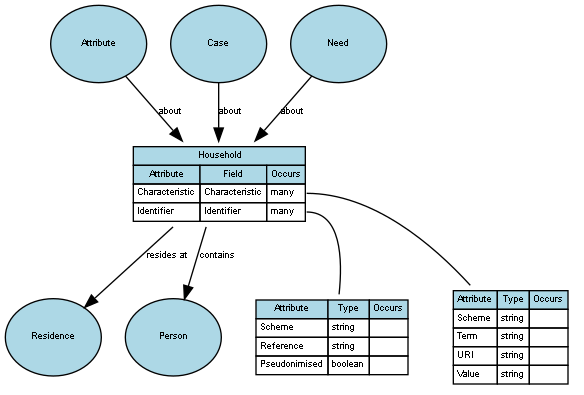 Attribute Case Need
about about about
Household
Attribute Field Occurs
Characteristic Characteristic many
Identifier Identifier many
resides at contains
Residence Person
Attribute Type Occurs
Scheme string
Reference string
Pseudonimised boolean
Attribute Type Occurs
Scheme string
Term string
URI string
Value string